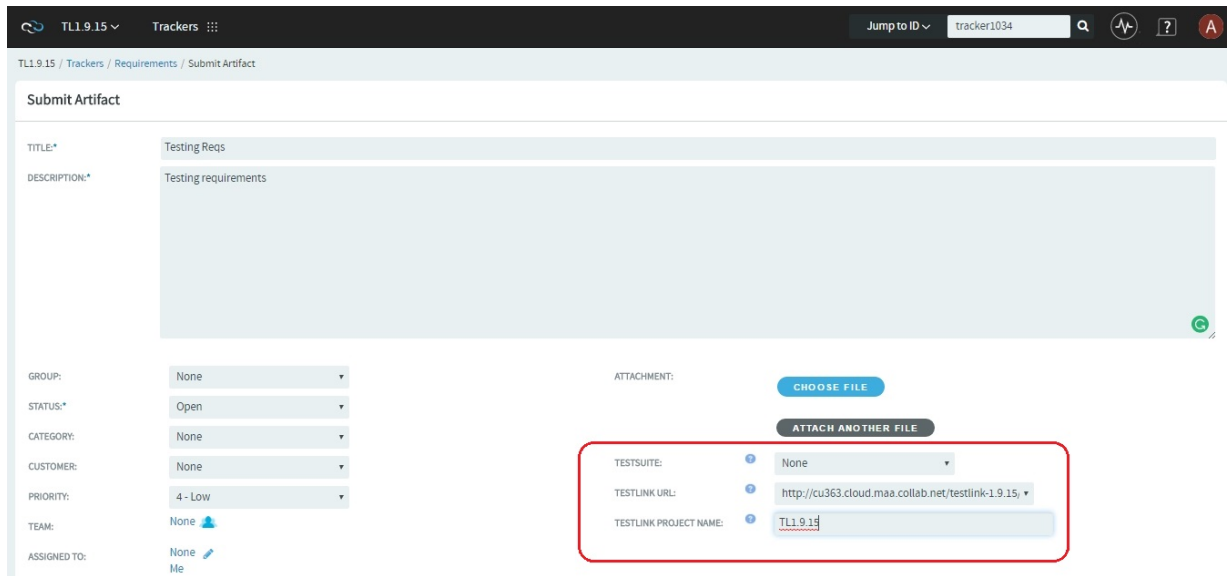 TL1.9.15 Trackers Jump to ID tracker1034 ? A
TL1.9.15 / Trackers / Requirements / Submit Artifact
Submit Artifact
TITLE:* Testing Reqs
DESCRIPTION:* Testing requirements
GROUP: None
STATUS:* Open
CATEGORY: None
CUSTOMER: None
PRIORITY: 4 - Low
TEAM: None
ASSIGNED TO: None
Me
ATTACHMENT: CHOOSE FILE
ATTACH ANOTHER FILE
TESTSUITE: ? None
TESTLINK URL: ? http://cu363.cloud.maa.collab.net/testlink-1.9.15/
TESTLINK PROJECT NAME: ? TL1.9.15